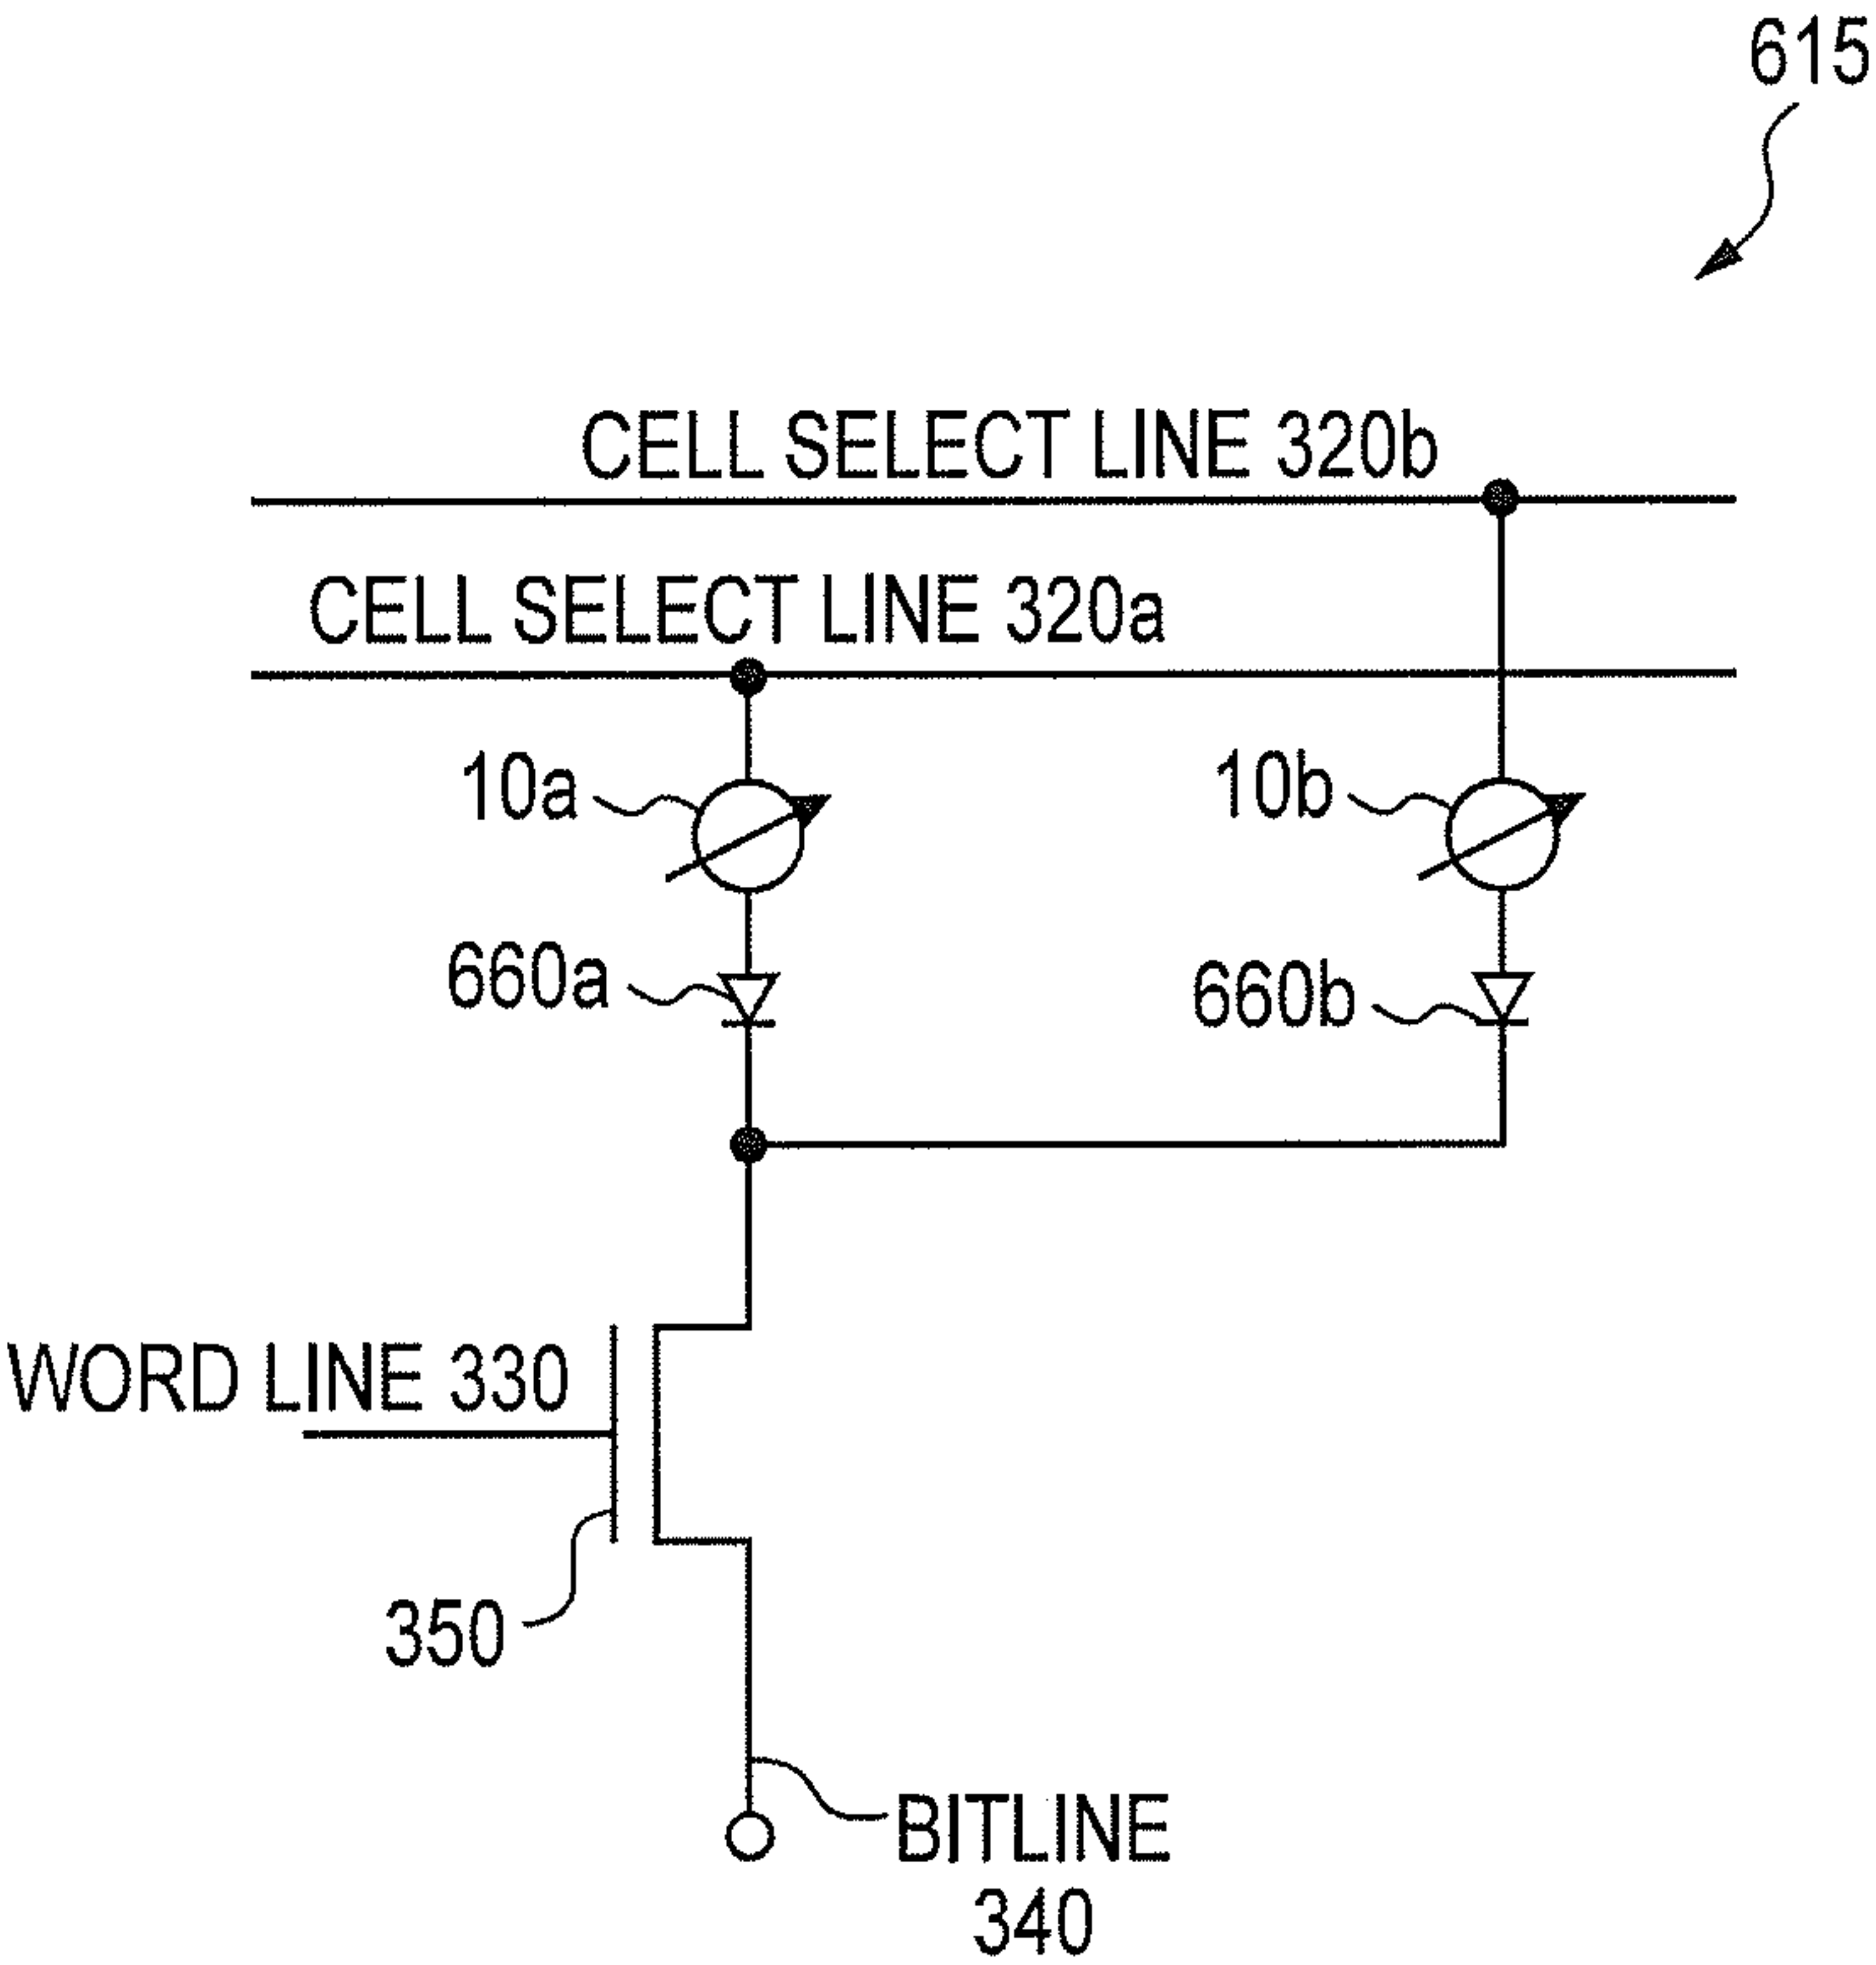 615
CELL SELECT LINE 320b
CELL SELECT LINE 320a
10a
10b
660a
660b
WORD LINE 330
350
BITLINE
340